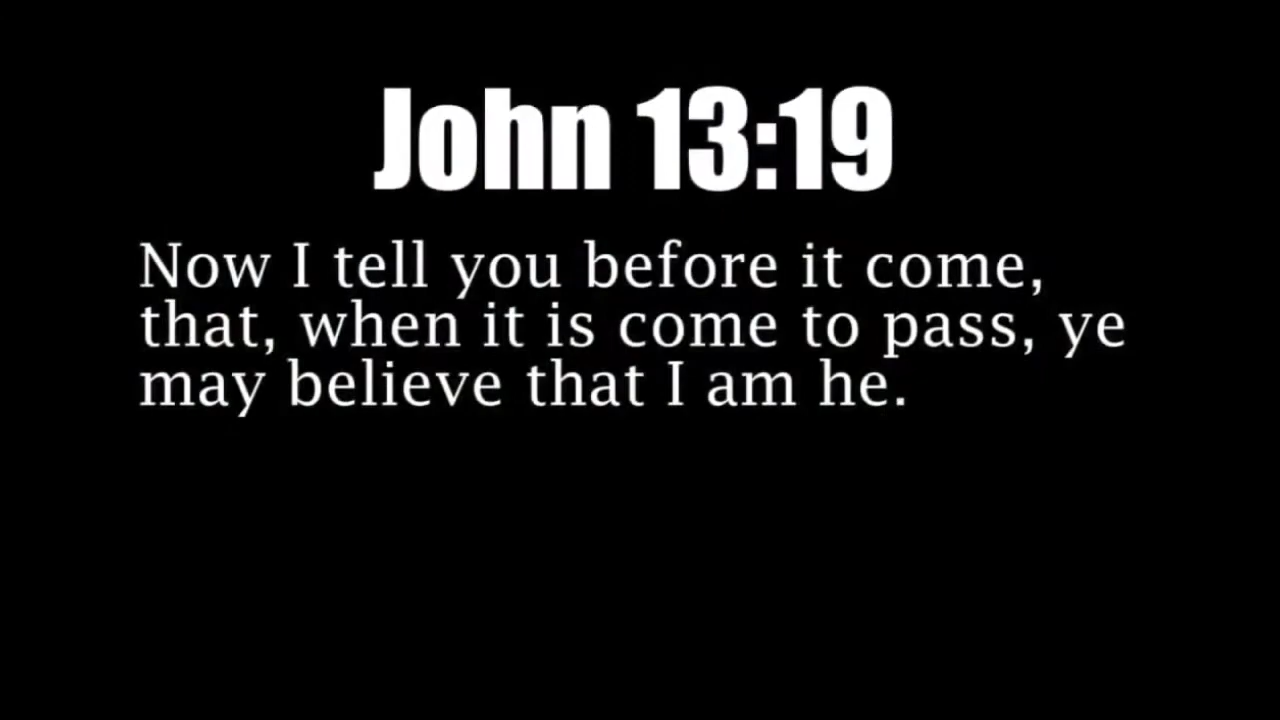 John 13:19
Now I tell you before it come,
that, when it is come to pass, ye
may believe that I am he.